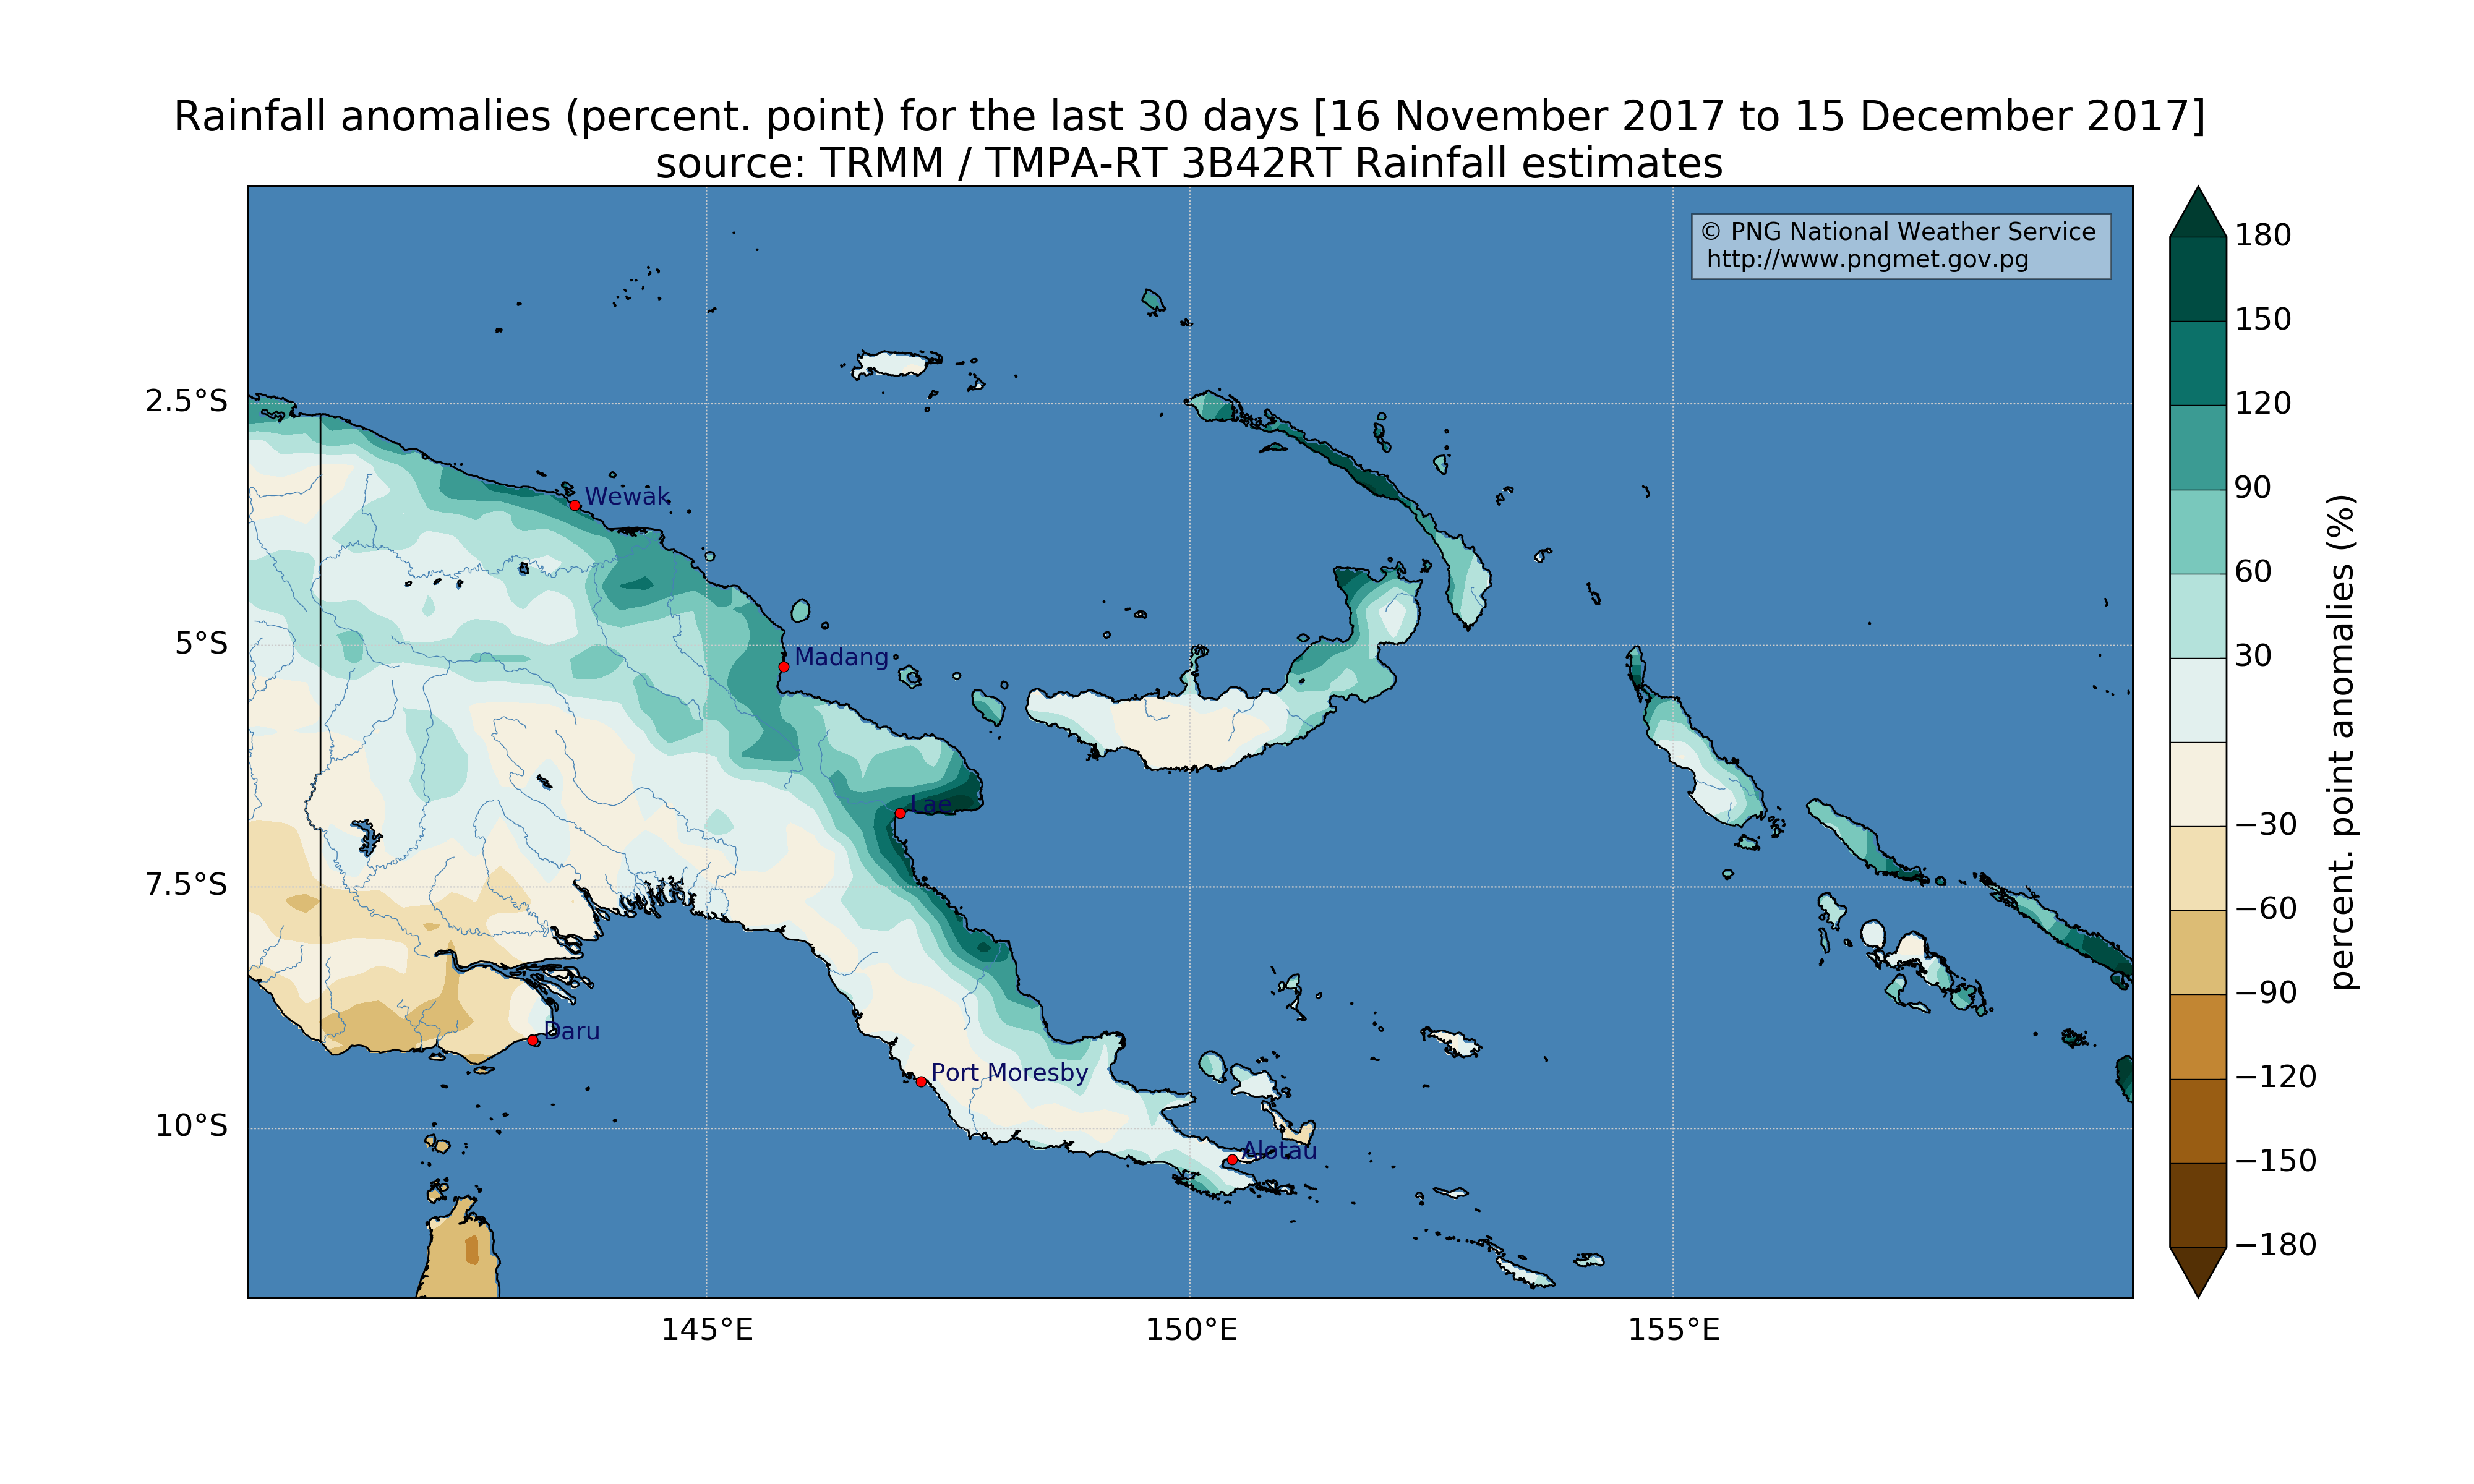 Rainfall anomalies (percent. point) for the last 30 days [16 November 2017 to 15 December 2017]
source: TRMM / TMPA-RT 3B42RT Rainfall estimates
© PNG National Weather Service
http://www.pngmet.gov.pg
180
150
120
90
60
30
−30
−60
−90
−120
−150
−180
percent. point anomalies (%)
2.5°S
5°S
7.5°S
10°S
Wewak
Madang
Lae
Daru
Port Moresby
Alotau
145°E
150°E
155°E